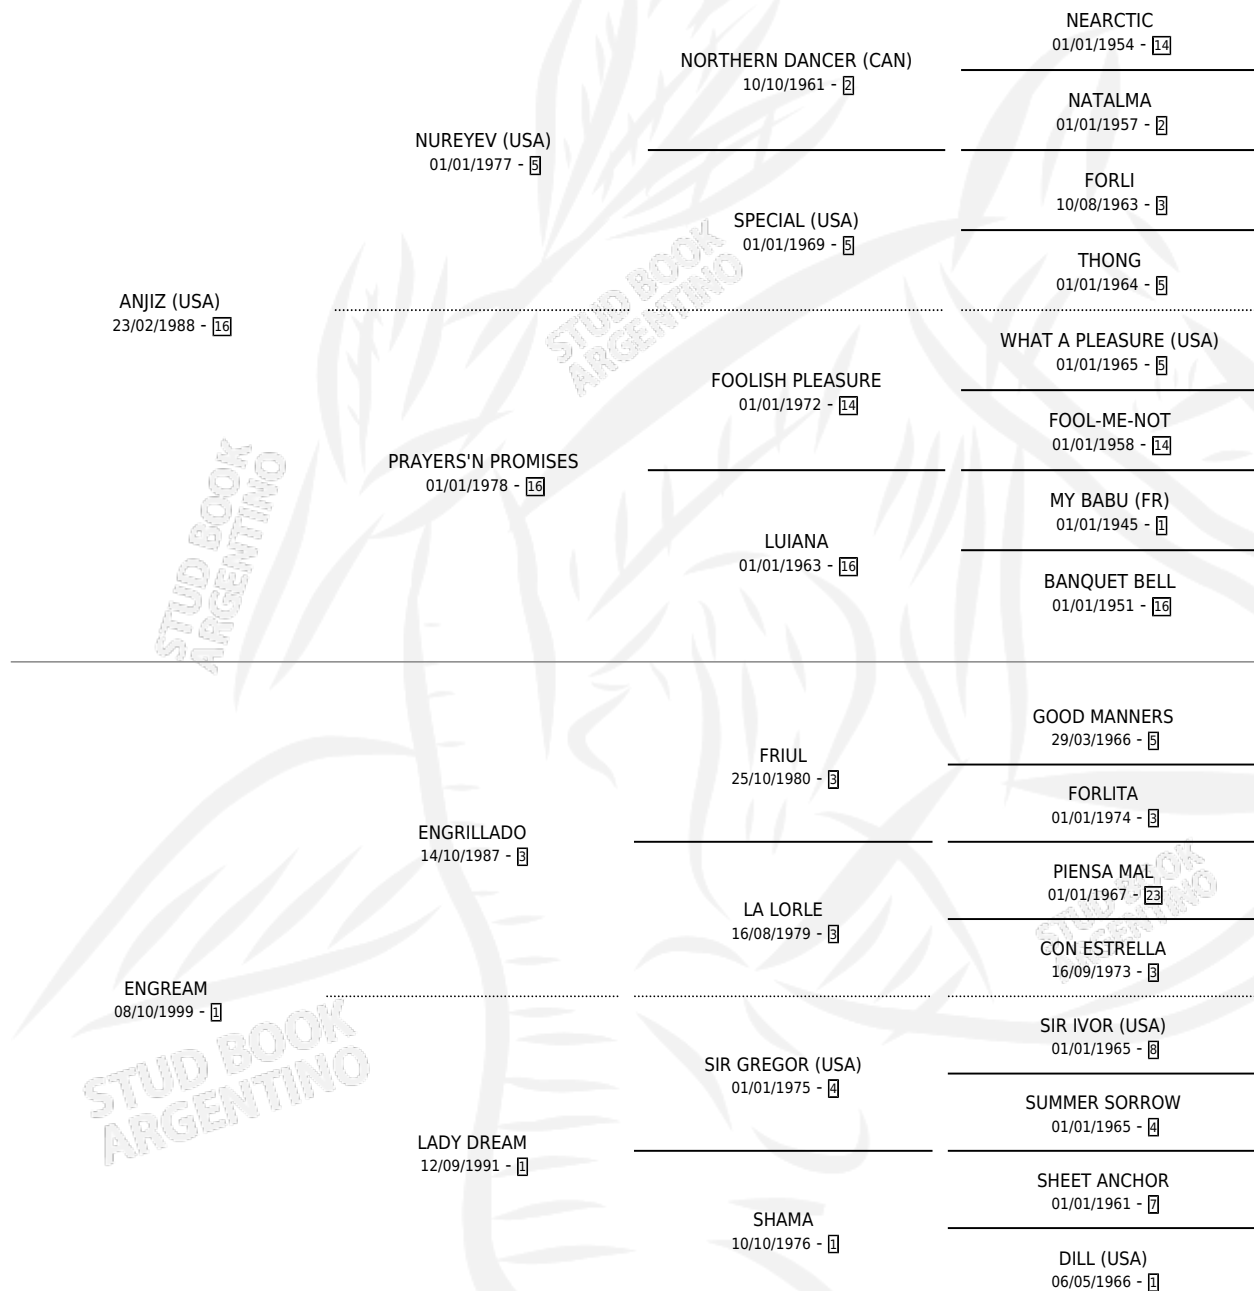 NEARCTIC
01/01/1954 - 14
NORTHERN DANCER (CAN)
10/10/1961 - 2
NATALMA
01/01/1957 - 2
NUREYEV (USA)
01/01/1977 - 5
FORLI
10/08/1963 - 3
SPECIAL (USA)
01/01/1969 - 5
THONG
01/01/1964 - 5
ANJIZ (USA)
23/02/1988 - 16
WHAT A PLEASURE (USA)
01/01/1965 - 5
FOOLISH PLEASURE
01/01/1972 - 14
FOOL-ME-NOT
01/01/1958 - 14
PRAYERS'N PROMISES
01/01/1978 - 16
MY BABU (FR)
01/01/1945 - 1
LUIANA
01/01/1963 - 16
BANQUET BELL
01/01/1951 - 16
GOOD MANNERS
29/03/1966 - 5
FRIUL
25/10/1980 - 3
FORLITA
01/01/1974 - 3
ENGRILLADO
14/10/1987 - 3
PIENSA MAL
01/01/1967 - 23
LA LORLE
16/08/1979 - 3
CON ESTRELLA
16/09/1973 - 3
ENGREAM
08/10/1999 - 1
SIR IVOR (USA)
01/01/1965 - 8
SIR GREGOR (USA)
01/01/1975 - 4
SUMMER SORROW
01/01/1965 - 4
LADY DREAM
12/09/1991 - 1
SHEET ANCHOR
01/01/1961 - 7
SHAMA
10/10/1976 - 1
DILL (USA)
06/05/1966 - 1
STUD BOOK
ARGENTINO
STUD BOOK
ARGENTINO
STUD BOOK
ARGENTINO
STUD BOOK
ARGENTINO